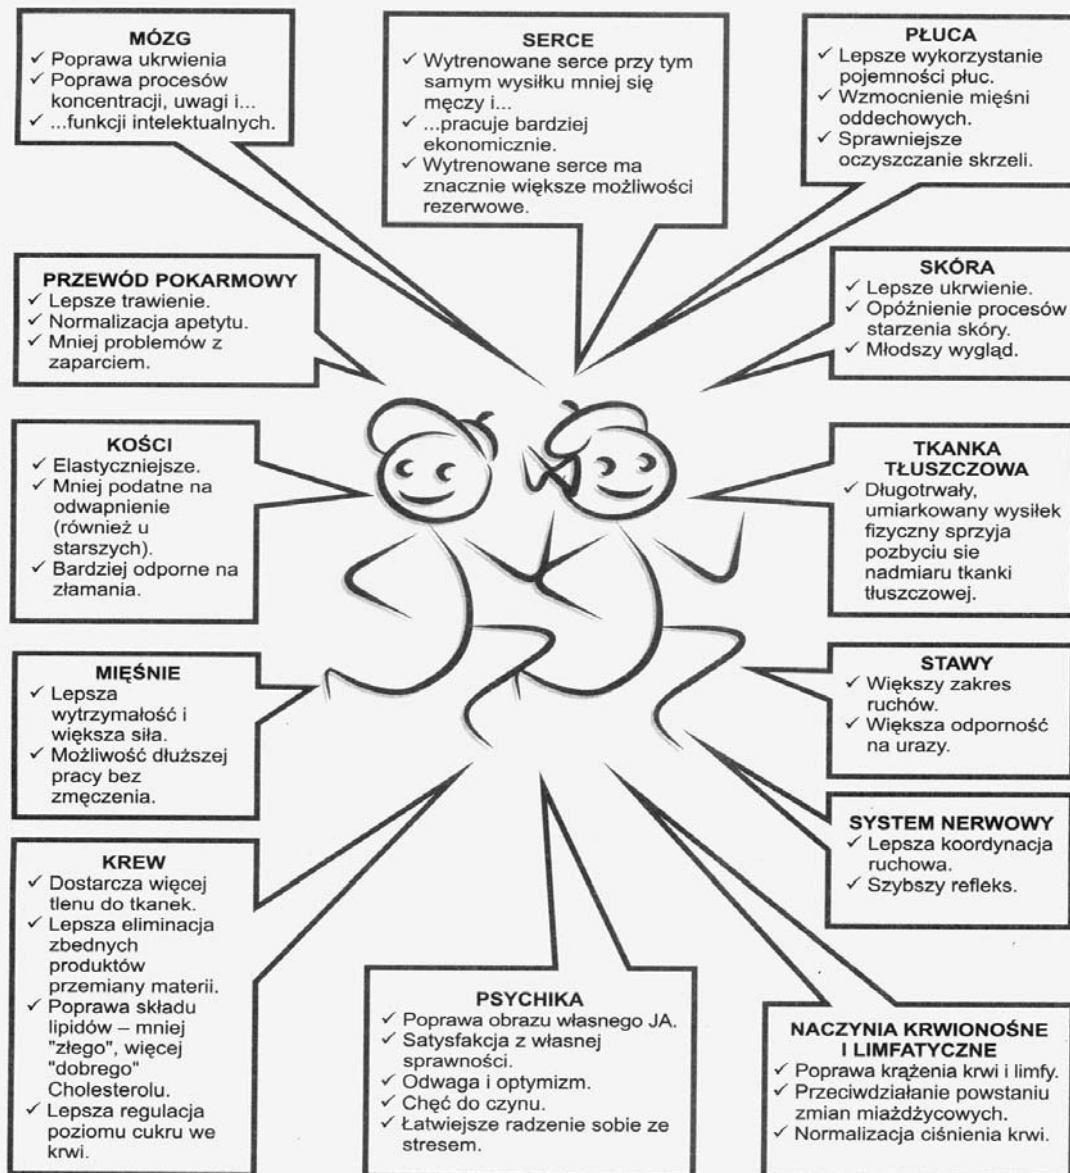 MÓZG
✓ Poprawa ukrwienia
✓ Poprawa procesów
koncentracji, uwagi i...
✓ ...funkcji intelektualnych.
SERCE
✓ Wytrenowane serce przy tym
samym wysiłku mniej się
męczy i...
✓ ...pracuje bardziej
ekonomicznie.
✓ Wytrenowane serce ma
znacznie większe możliwości
rezerwowe.
PŁUCA
✓ Lepsze wykorzystanie
pojemności płuc.
✓ Wzmocnienie mięśni
oddechowych.
✓ Sprawniejsze
oczyszczanie skrzeli.
PRZEWÓD POKARMOWY
✓ Lepsze trawienie.
✓ Normalizacja apetytu.
✓ Mniej problemów z
zaparciem.
SKÓRA
✓ Lepsze ukrwienie.
✓ Opóźnienie procesów
starzenia skóry.
✓ Młodszy wygląd.
KOŚCI
✓ Elastyczniejsze.
✓ Mniej podatne na
odwapnienie
(również u
starszych).
✓ Bardziej odporne na
złamania.
TKANKA
TŁUSZCZOWA
✓ Długotrwały,
umiarkowany wysiłek
fizyczny sprzyja
pozbyciu sie
nadmiaru tkanki
tłuszczowej.
MIĘŚNIE
✓ Lepsza
wytrzymałość i
większa siła.
✓ Możliwość dłuższej
pracy bez
zmęczenia.
STAWY
✓ Większy zakres
ruchów.
✓ Większa odporność
na urazy.
SYSTEM NERWOWY
✓ Lepsza koordynacja
ruchowa.
✓ Szybszy refleks.
KREW
✓ Dostarcza więcej
tlenu do tkanek.
✓ Lepsza eliminacja
zbednych
produktów
przemiany materii.
✓ Poprawa składu
lipidów – mniej
"złego", więcej
"dobrego"
Cholesterolu.
✓ Lepsza regulacja
poziomu cukru we
krwi.
PSYCHIKA
✓ Poprawa obrazu własnego JA.
✓ Satysfakcja z własnej
sprawności.
✓ Odwaga i optymizm.
✓ Chęć do czynu.
✓ Łatwiejsze radzenie sobie ze
stresem.
NACZYNIA KRWIONOŚNE
I LIMFATYCZNE
✓ Poprawa krążenia krwi i limfy.
✓ Przeciwdziałanie powstaniu
zmian miażdżycowych.
✓ Normalizacja ciśnienia krwi.